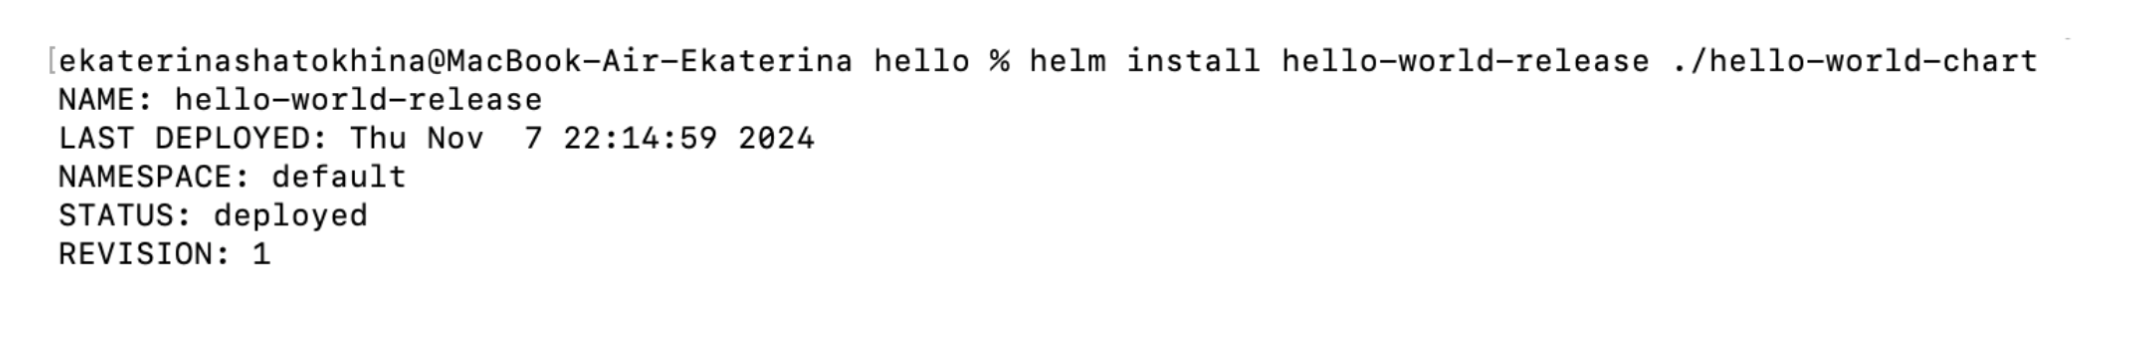 [ekaterinashatokhina@MacBook-Air-Ekaterina hello % helm install hello-world-release ./hello-world-chart
NAME: hello-world-release
LAST DEPLOYED: Thu Nov  7 22:14:59 2024
NAMESPACE: default
STATUS: deployed
REVISION: 1